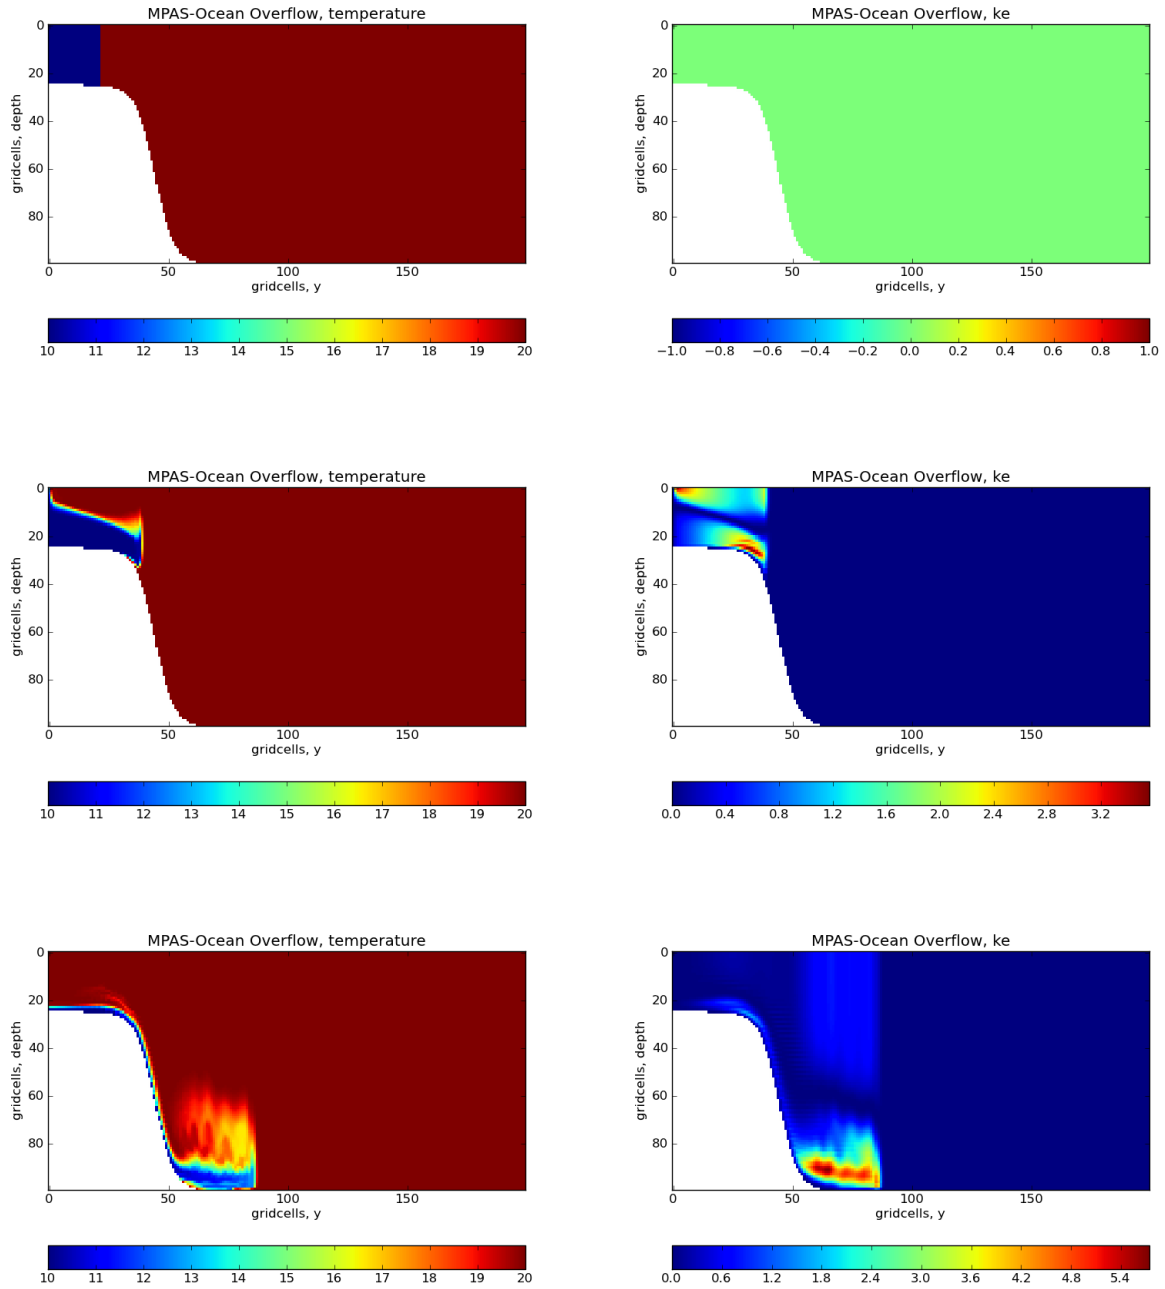 MPAS-Ocean Overflow, temperature
0
20
40
60
80
gridcells, depth
0 50 100 150
gridcells, y
10 11 12 13 14 15 16 17 18 19 20
MPAS-Ocean Overflow, ke
0
20
40
60
80
gridcells, depth
0 50 100 150
gridcells, y
−1.0 −0.8 −0.6 −0.4 −0.2 0.0 0.2 0.4 0.6 0.8 1.0
MPAS-Ocean Overflow, temperature
0
20
40
60
80
gridcells, depth
0 50 100 150
gridcells, y
10 11 12 13 14 15 16 17 18 19 20
MPAS-Ocean Overflow, ke
0
20
40
60
80
gridcells, depth
0 50 100 150
gridcells, y
0.0 0.4 0.8 1.2 1.6 2.0 2.4 2.8 3.2
MPAS-Ocean Overflow, temperature
0
20
40
60
80
gridcells, depth
0 50 100 150
gridcells, y
10 11 12 13 14 15 16 17 18 19 20
MPAS-Ocean Overflow, ke
0
20
40
60
80
gridcells, depth
0 50 100 150
gridcells, y
0.0 0.6 1.2 1.8 2.4 3.0 3.6 4.2 4.8 5.4